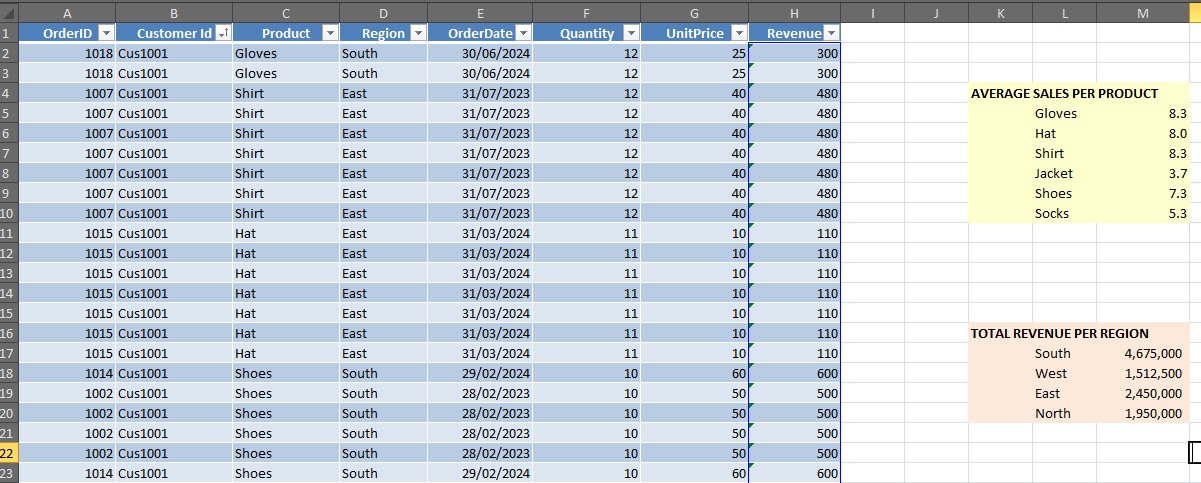 A B C D E F G H I J K L M
1 OrderID Customer Id Product Region OrderDate Quantity UnitPrice Revenue
2 1018 Cus1001 Gloves South 30/06/2024 12 25 300
3 1018 Cus1001 Gloves South 30/06/2024 12 25 300
4 1007 Cus1001 Shirt East 31/07/2023 12 40 480 AVERAGE SALES PER PRODUCT
5 1007 Cus1001 Shirt East 31/07/2023 12 40 480 Gloves 8.3
6 1007 Cus1001 Shirt East 31/07/2023 12 40 480 Hat 8.0
7 1007 Cus1001 Shirt East 31/07/2023 12 40 480 Shirt 8.3
8 1007 Cus1001 Shirt East 31/07/2023 12 40 480 Jacket 3.7
9 1007 Cus1001 Shirt East 31/07/2023 12 40 480 Shoes 7.3
10 1007 Cus1001 Shirt East 31/07/2023 12 40 480 Socks 5.3
11 1015 Cus1001 Hat East 31/03/2024 11 10 110
12 1015 Cus1001 Hat East 31/03/2024 11 10 110
13 1015 Cus1001 Hat East 31/03/2024 11 10 110
14 1015 Cus1001 Hat East 31/03/2024 11 10 110
15 1015 Cus1001 Hat East 31/03/2024 11 10 110
16 1015 Cus1001 Hat East 31/03/2024 11 10 110 TOTAL REVENUE PER REGION
17 1015 Cus1001 Hat East 31/03/2024 11 10 110 South 4,675,000
18 1014 Cus1001 Shoes South 29/02/2024 10 60 600 West 1,512,500
19 1002 Cus1001 Shoes South 28/02/2023 10 50 500 East 2,450,000
20 1002 Cus1001 Shoes South 28/02/2023 10 50 500 North 1,950,000
21 1002 Cus1001 Shoes South 28/02/2023 10 50 500
22 1002 Cus1001 Shoes South 28/02/2023 10 50 500
23 1014 Cus1001 Shoes South 29/02/2024 10 60 600